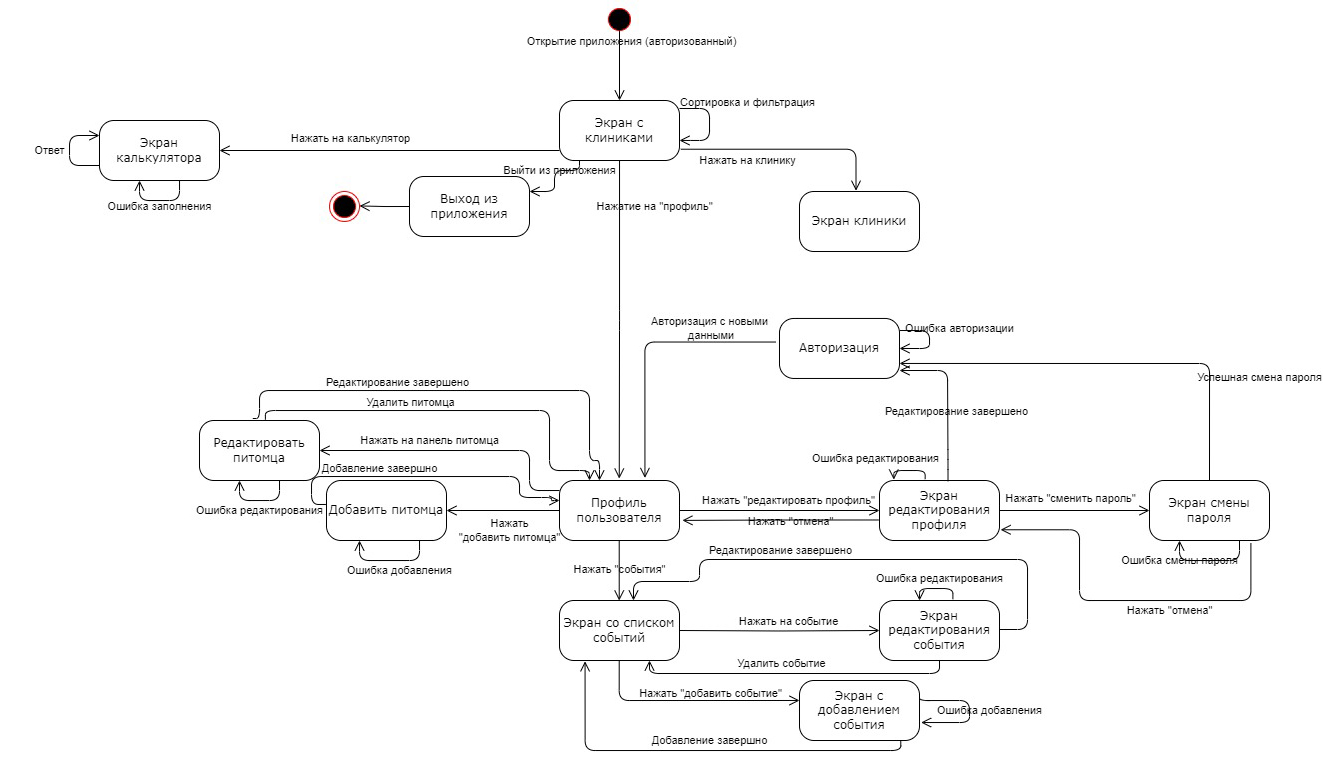 Открытие приложения (авторизованный)
Экран с
клиниками
Сортировка и фильтрация
Экран
калькулятора
Ответ
Нажать на калькулятор
Ошибка заполнения
Выйти из приложения
Нажать на клинику
Выход из
приложения
Нажатие на "профиль"
Экран клиники
Авторизация с новыми
данными
Авторизация
Ошибка авторизации
Успешная смена пароля
Редактирование завершено
Удалить питомца
Редактирование завершено
Редактировать
питомца
Нажать на панель питомца
Добавление завершно
Ошибка редактирования
Ошибка редактирования
Добавить питомца
Нажать
"добавить питомца"
Профиль
пользователя
Нажать "редактировать профиль"
Нажать "отмена"
Экран
редактирования
профиля
Нажать "сменить пароль"
Экран смены
пароля
Ошибка добавления
Нажать "события"
Редактирование завершено
Ошибка смены пароля
Ошибка редактирования
Нажать "отмена"
Экран со списком
событий
Нажать на событие
Экран
редактирования
события
Удалить событие
Нажать "добавить событие"
Экран с
добавлением
события
Ошибка добавления
Добавление завершно